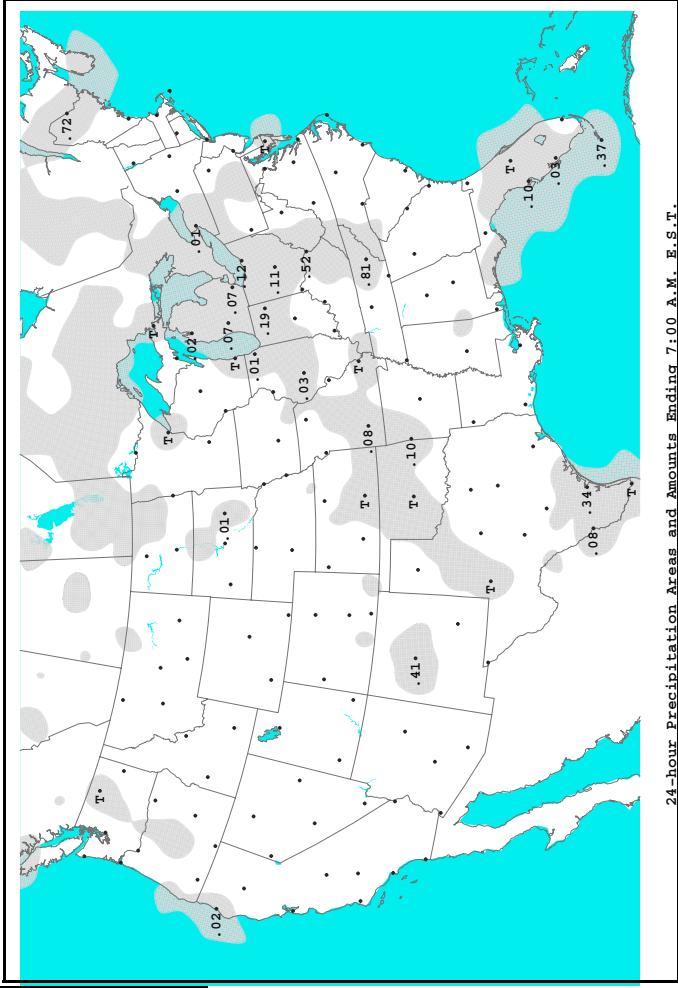 .72
T
T
T
.02
.01
.02
.01
.07
.07
T
.12
.01
.19
T
.11
.03
.52
T
T
.81
.08
.10
T
.41
T
T
.10
.03
.34
.08
.37
T
24-hour Precipitation Areas and Amounts Ending 7:00 A.M. E.S.T.